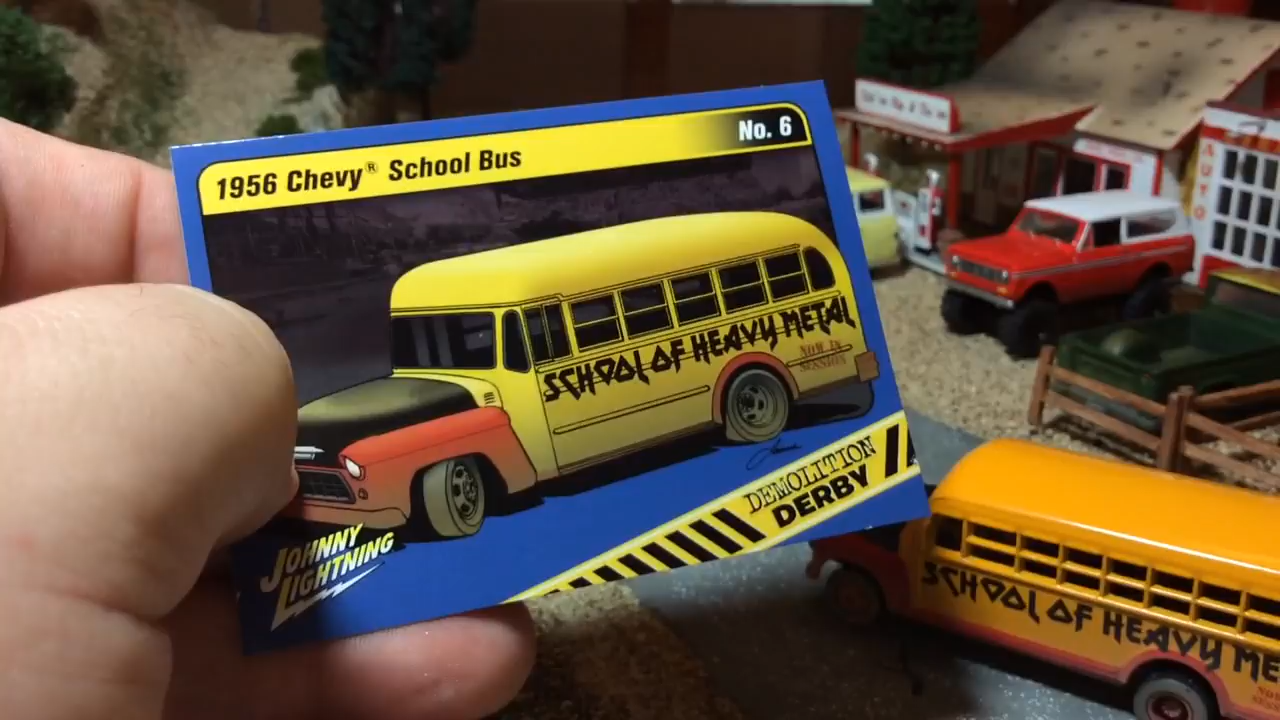 1956 Chevy® School Bus
No. 6
SCHOOL OF HEAVY METAL
NOW IN
SESSION
DEMOLITION
DERBY
JOHNNY
LIGHTNING
AUTO
SCHOOL OF HEAVY ME